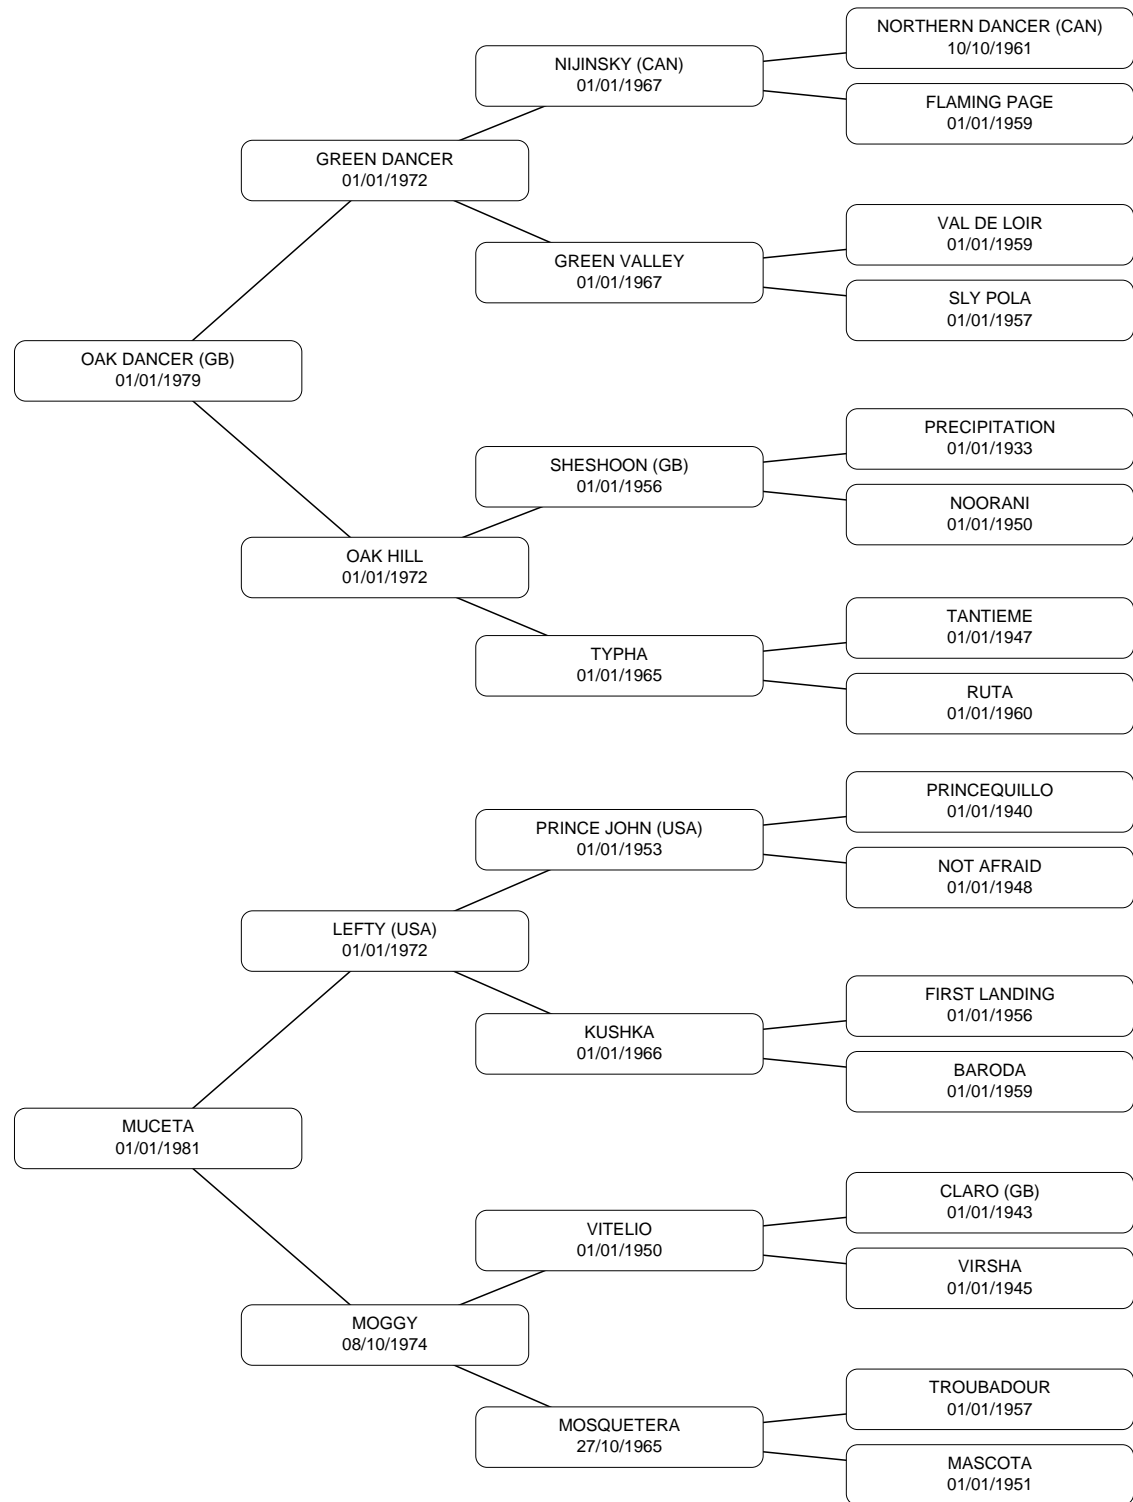 NORTHERN DANCER (CAN)
10/10/1961
NIJINSKY (CAN)
01/01/1967
FLAMING PAGE
01/01/1959
GREEN DANCER
01/01/1972
VAL DE LOIR
01/01/1959
GREEN VALLEY
01/01/1967
SLY POLA
01/01/1957
OAK DANCER (GB)
01/01/1979
PRECIPITATION
01/01/1933
SHESHOON (GB)
01/01/1956
NOORANI
01/01/1950
OAK HILL
01/01/1972
TANTIEME
01/01/1947
TYPHA
01/01/1965
RUTA
01/01/1960
PRINCEQUILLO
01/01/1940
PRINCE JOHN (USA)
01/01/1953
NOT AFRAID
01/01/1948
LEFTY (USA)
01/01/1972
FIRST LANDING
01/01/1956
KUSHKA
01/01/1966
BARODA
01/01/1959
MUCETA
01/01/1981
CLARO (GB)
01/01/1943
VITELIO
01/01/1950
VIRSHA
01/01/1945
MOGGY
08/10/1974
TROUBADOUR
01/01/1957
MOSQUETERA
27/10/1965
MASCOTA
01/01/1951